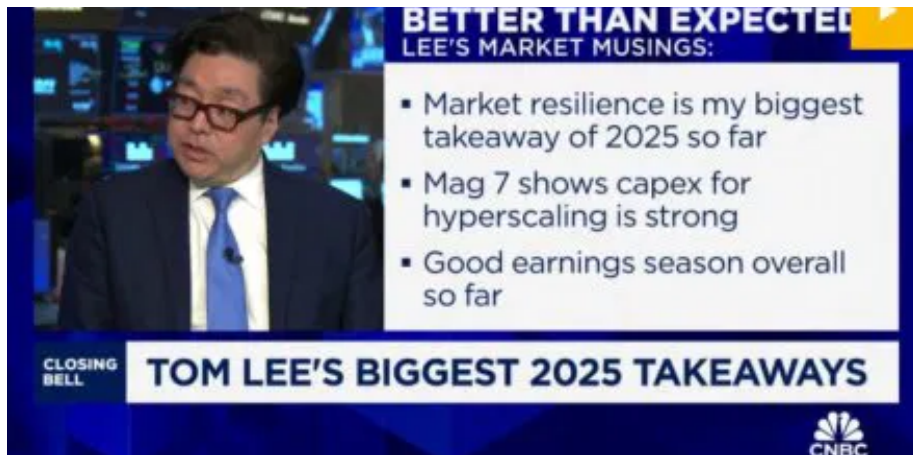 BETTER THAN EXPECTED
LEE'S MARKET MUSINGS:
▪ Market resilience is my biggest
takeaway of 2025 so far
▪ Mag 7 shows capex for
hyperscaling is strong
▪ Good earnings season overall
so far
CLOSING
BELL
TOM LEE'S BIGGEST 2025 TAKEAWAYS
CNBC